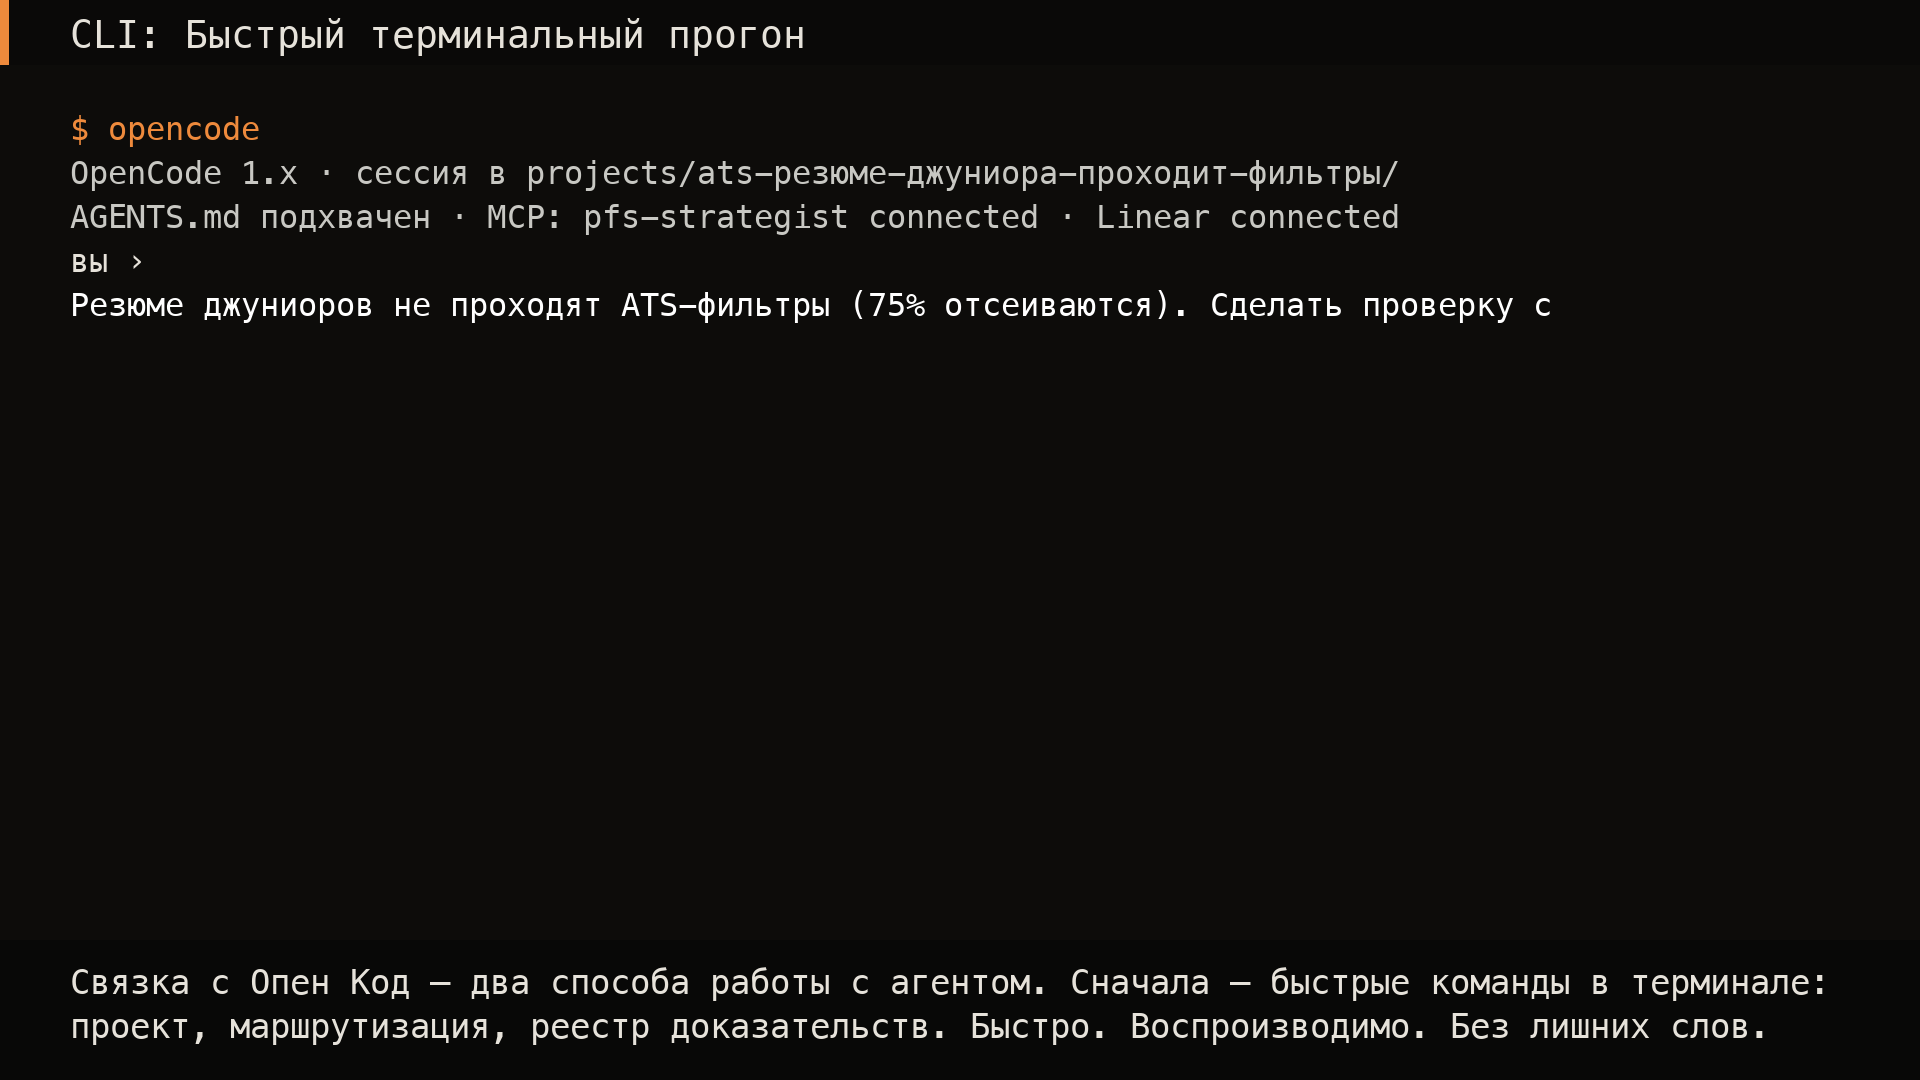 CLI: Быстрый терминальный прогон
$ opencode
OpenCode 1.x · сессия в projects/ats-резюме-джуниора-проходит-фильтры/
AGENTS.md подхвачен · MCP: pfs-strategist connected · Linear connected
вы ›
Резюме джуниоров не проходят ATS-фильтры (75% отсеиваются). Сделать проверку с
Связка с Опен Код — два способа работы с агентом. Сначала — быстрые команды в терминале:
проект, маршрутизация, реестр доказательств. Быстро. Воспроизводимо. Без лишних слов.